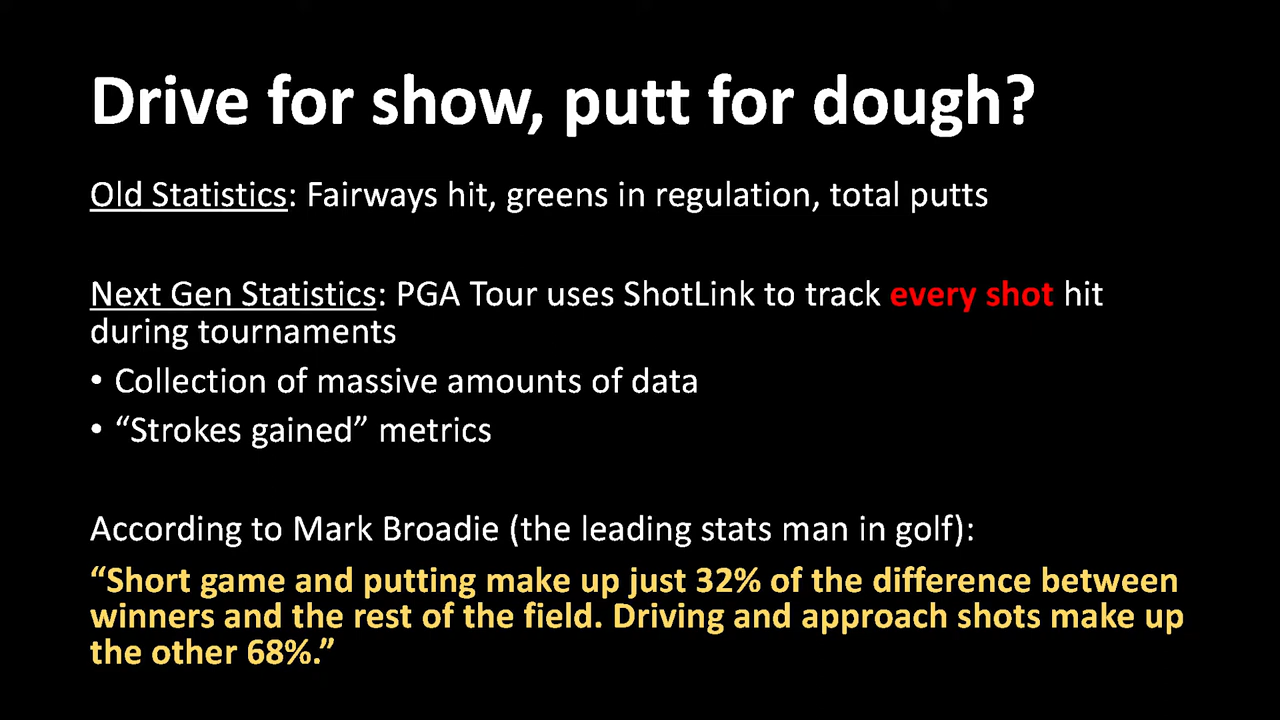 Drive for show, putt for dough?
Old Statistics: Fairways hit, greens in regulation, total putts
Next Gen Statistics: PGA Tour uses ShotLink to track every shot hit
during tournaments
• Collection of massive amounts of data
• “Strokes gained” metrics
According to Mark Broadie (the leading stats man in golf):
“Short game and putting make up just 32% of the difference between
winners and the rest of the field. Driving and approach shots make up
the other 68%.”